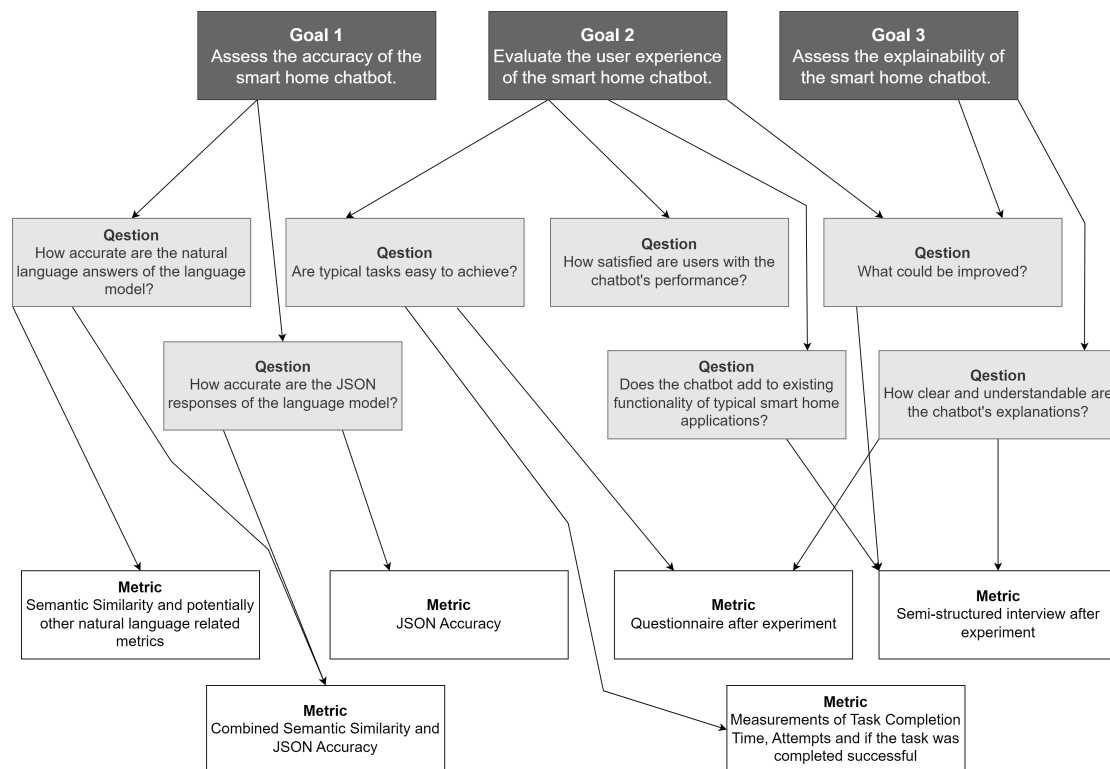 Goal 1
Assess the accuracy of the
smart home chatbot.
Goal 2
Evaluate the user experience
of the smart home chatbot.
Goal 3
Assess the explainability of
the smart home chatbot.
Qestion
How accurate are the natural
language answers of the language
model?
Qestion
Are typical tasks easy to achieve?
Qestion
How satisfied are users with the
chatbot's performance?
Qestion
What could be improved?
Qestion
How accurate are the JSON
responses of the language model?
Qestion
Does the chatbot add to existing
functionality of typical smart home
applications?
Qestion
How clear and understandable are
the chatbot's explanations?
Metric
Semantic Similarity and potentially
other natural language related
metrics
Metric
JSON Accuracy
Metric
Questionnaire after experiment
Metric
Semi-structured interview after
experiment
Metric
Combined Semantic Similarity and
JSON Accuracy
Metric
Measurements of Task Completion
Time, Attempts and if the task was
completed successful